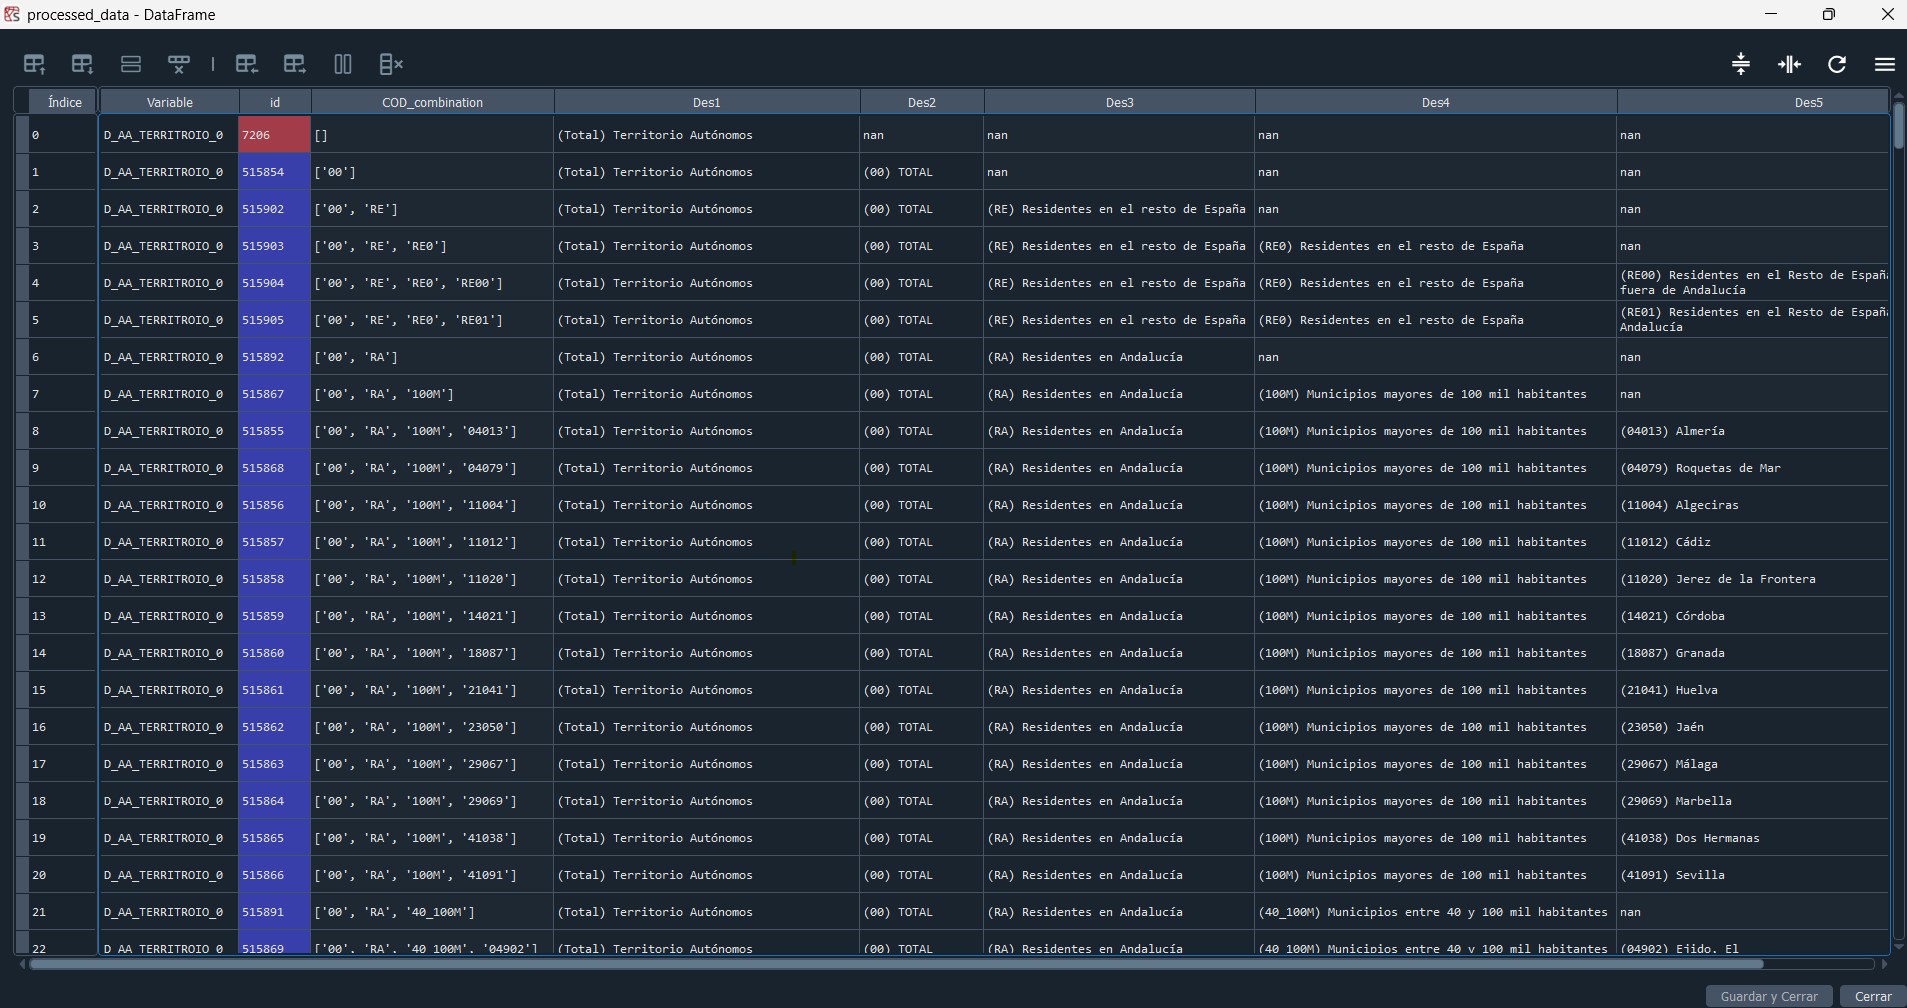 processed_data - DataFrame
Índice Variable id COD_combination Des1 Des2 Des3 Des4 Des5
0 D_AA_TERRITROIO_0 7206 [] (Total) Territorio Autónomos nan nan nan nan
1 D_AA_TERRITROIO_0 515854 ['00'] (Total) Territorio Autónomos (00) TOTAL nan nan nan
2 D_AA_TERRITROIO_0 515902 ['00', 'RE'] (Total) Territorio Autónomos (00) TOTAL (RE) Residentes en el resto de España nan nan
3 D_AA_TERRITROIO_0 515903 ['00', 'RE', 'RE0'] (Total) Territorio Autónomos (00) TOTAL (RE) Residentes en el resto de España (RE0) Residentes en el resto de España nan
4 D_AA_TERRITROIO_0 515904 ['00', 'RE', 'RE0', 'RE00'] (Total) Territorio Autónomos (00) TOTAL (RE) Residentes en el resto de España (RE0) Residentes en el resto de España (RE00) Residentes en el Resto de España
fuera de Andalucía
5 D_AA_TERRITROIO_0 515905 ['00', 'RE', 'RE0', 'RE01'] (Total) Territorio Autónomos (00) TOTAL (RE) Residentes en el resto de España (RE0) Residentes en el resto de España (RE01) Residentes en el Resto de España
Andalucía
6 D_AA_TERRITROIO_0 515892 ['00', 'RA'] (Total) Territorio Autónomos (00) TOTAL (RA) Residentes en Andalucía nan nan
7 D_AA_TERRITROIO_0 515867 ['00', 'RA', '100M'] (Total) Territorio Autónomos (00) TOTAL (RA) Residentes en Andalucía (100M) Municipios mayores de 100 mil habitantes nan
8 D_AA_TERRITROIO_0 515855 ['00', 'RA', '100M', '04013'] (Total) Territorio Autónomos (00) TOTAL (RA) Residentes en Andalucía (100M) Municipios mayores de 100 mil habitantes (04013) Almería
9 D_AA_TERRITROIO_0 515868 ['00', 'RA', '100M', '04079'] (Total) Territorio Autónomos (00) TOTAL (RA) Residentes en Andalucía (100M) Municipios mayores de 100 mil habitantes (04079) Roquetas de Mar
10 D_AA_TERRITROIO_0 515856 ['00', 'RA', '100M', '11004'] (Total) Territorio Autónomos (00) TOTAL (RA) Residentes en Andalucía (100M) Municipios mayores de 100 mil habitantes (11004) Algeciras
11 D_AA_TERRITROIO_0 515857 ['00', 'RA', '100M', '11012'] (Total) Territorio Autónomos (00) TOTAL (RA) Residentes en Andalucía (100M) Municipios mayores de 100 mil habitantes (11012) Cádiz
12 D_AA_TERRITROIO_0 515858 ['00', 'RA', '100M', '11020'] (Total) Territorio Autónomos (00) TOTAL (RA) Residentes en Andalucía (100M) Municipios mayores de 100 mil habitantes (11020) Jerez de la Frontera
13 D_AA_TERRITROIO_0 515859 ['00', 'RA', '100M', '14021'] (Total) Territorio Autónomos (00) TOTAL (RA) Residentes en Andalucía (100M) Municipios mayores de 100 mil habitantes (14021) Córdoba
14 D_AA_TERRITROIO_0 515860 ['00', 'RA', '100M', '18087'] (Total) Territorio Autónomos (00) TOTAL (RA) Residentes en Andalucía (100M) Municipios mayores de 100 mil habitantes (18087) Granada
15 D_AA_TERRITROIO_0 515861 ['00', 'RA', '100M', '21041'] (Total) Territorio Autónomos (00) TOTAL (RA) Residentes en Andalucía (100M) Municipios mayores de 100 mil habitantes (21041) Huelva
16 D_AA_TERRITROIO_0 515862 ['00', 'RA', '100M', '23050'] (Total) Territorio Autónomos (00) TOTAL (RA) Residentes en Andalucía (100M) Municipios mayores de 100 mil habitantes (23050) Jaén
17 D_AA_TERRITROIO_0 515863 ['00', 'RA', '100M', '29067'] (Total) Territorio Autónomos (00) TOTAL (RA) Residentes en Andalucía (100M) Municipios mayores de 100 mil habitantes (29067) Málaga
18 D_AA_TERRITROIO_0 515864 ['00', 'RA', '100M', '29069'] (Total) Territorio Autónomos (00) TOTAL (RA) Residentes en Andalucía (100M) Municipios mayores de 100 mil habitantes (29069) Marbella
19 D_AA_TERRITROIO_0 515865 ['00', 'RA', '100M', '41038'] (Total) Territorio Autónomos (00) TOTAL (RA) Residentes en Andalucía (100M) Municipios mayores de 100 mil habitantes (41038) Dos Hermanas
20 D_AA_TERRITROIO_0 515866 ['00', 'RA', '100M', '41091'] (Total) Territorio Autónomos (00) TOTAL (RA) Residentes en Andalucía (100M) Municipios mayores de 100 mil habitantes (41091) Sevilla
21 D_AA_TERRITROIO_0 515891 ['00', 'RA', '40_100M'] (Total) Territorio Autónomos (00) TOTAL (RA) Residentes en Andalucía (40_100M) Municipios entre 40 y 100 mil habitantes nan
22 D_AA_TERRITROIO_0 515869 ['00', 'RA', '40_100M', '04902'] (Total) Territorio Autónomos (00) TOTAL (RA) Residentes en Andalucía (40_100M) Municipios entre 40 y 100 mil habitantes (04902) Ejido, El
Guardar y Cerrar Cerrar